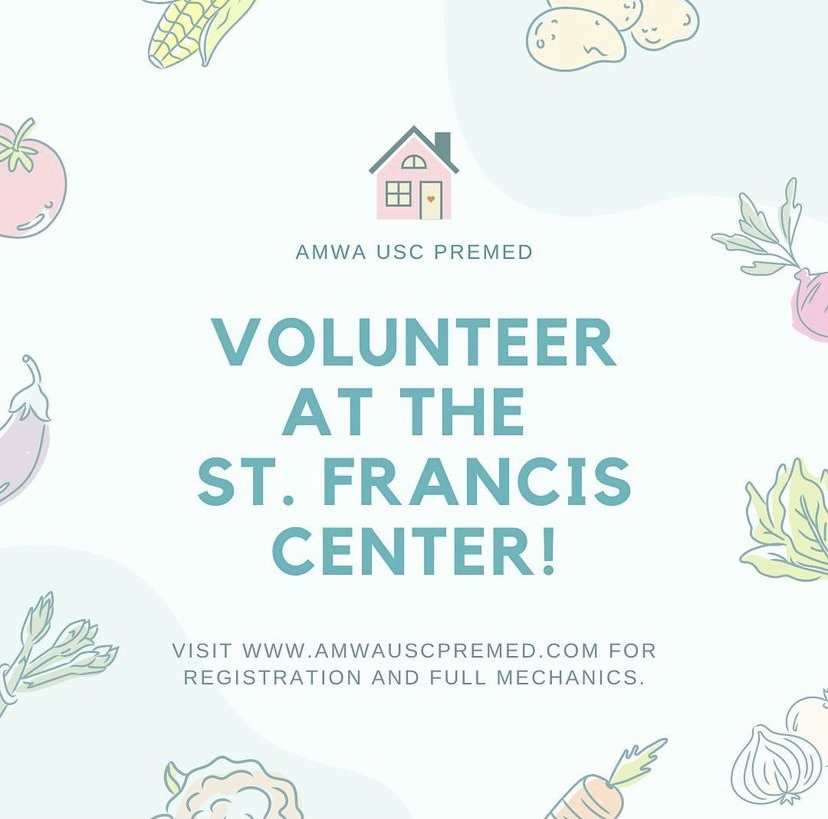 AMWA USC PREMED
VOLUNTEER
AT THE
ST. FRANCIS
CENTER!
VISIT WWW.AMWAUSCPREMED.COM FOR
REGISTRATION AND FULL MECHANICS.